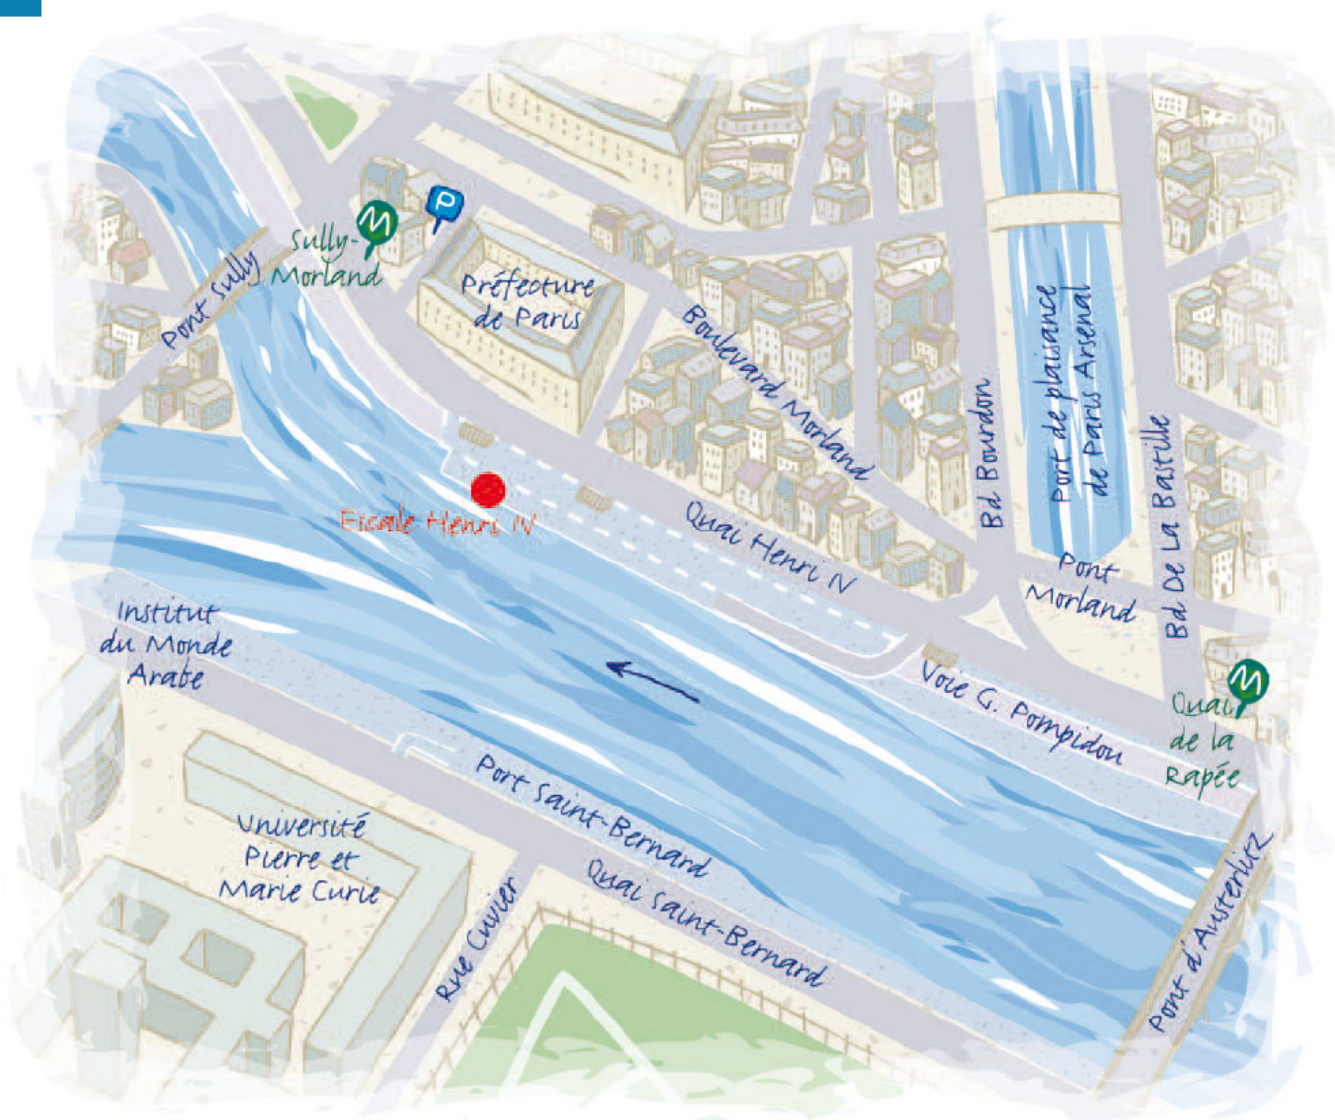 P
M
Sully-
Morland
Pont Sully
Préfecture
de Paris
Boulevard Morland
Port de plaisance
de Paris Arsenal
Bd Bourdon
Bd De La Bastille
Escale Henri IV
Quai Henri IV
Pont
Morland
Institut
du Monde
Arabe
Voie G. Pompidou
M
Quai
de la
Rapée
Port Saint-Bernard
Quai Saint-Bernard
Université
Pierre et
Marie Curie
Rue Cuvier
Pont d'Austerlitz